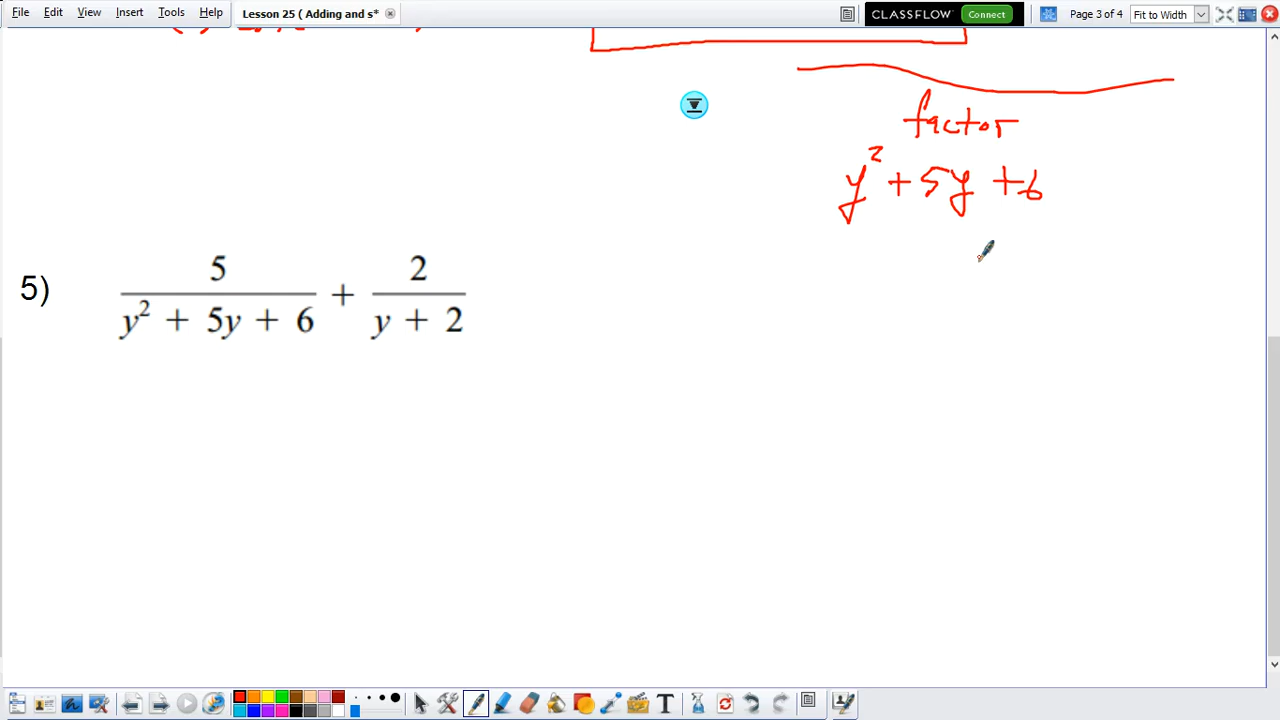 File Edit View Insert Tools Help Lesson 25 ( Adding and s* CLASSFLOW Connect Page 3 of 4 Fit to Width
factor
y² + 5y + 6
5) 5/(y² + 5y + 6) + 2/(y + 2)
T